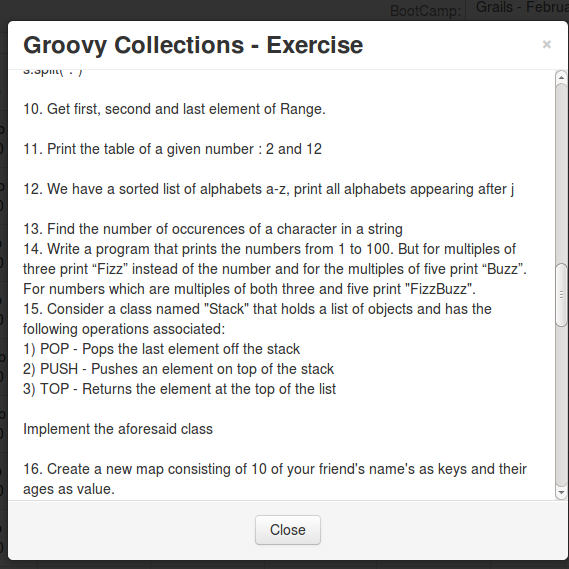 BootCamp: Grails - Februa
Groovy Collections - Exercise
×
10. Get first, second and last element of Range.
11. Print the table of a given number : 2 and 12
12. We have a sorted list of alphabets a-z, print all alphabets appearing after j
13. Find the number of occurences of a character in a string
14. Write a program that prints the numbers from 1 to 100. But for multiples of
three print “Fizz” instead of the number and for the multiples of five print “Buzz”.
For numbers which are multiples of both three and five print "FizzBuzz".
15. Consider a class named "Stack" that holds a list of objects and has the
following operations associated:
1) POP - Pops the last element off the stack
2) PUSH - Pushes an element on top of the stack
3) TOP - Returns the element at the top of the list
Implement the aforesaid class
16. Create a new map consisting of 10 of your friend's name's as keys and their
ages as value.
Close